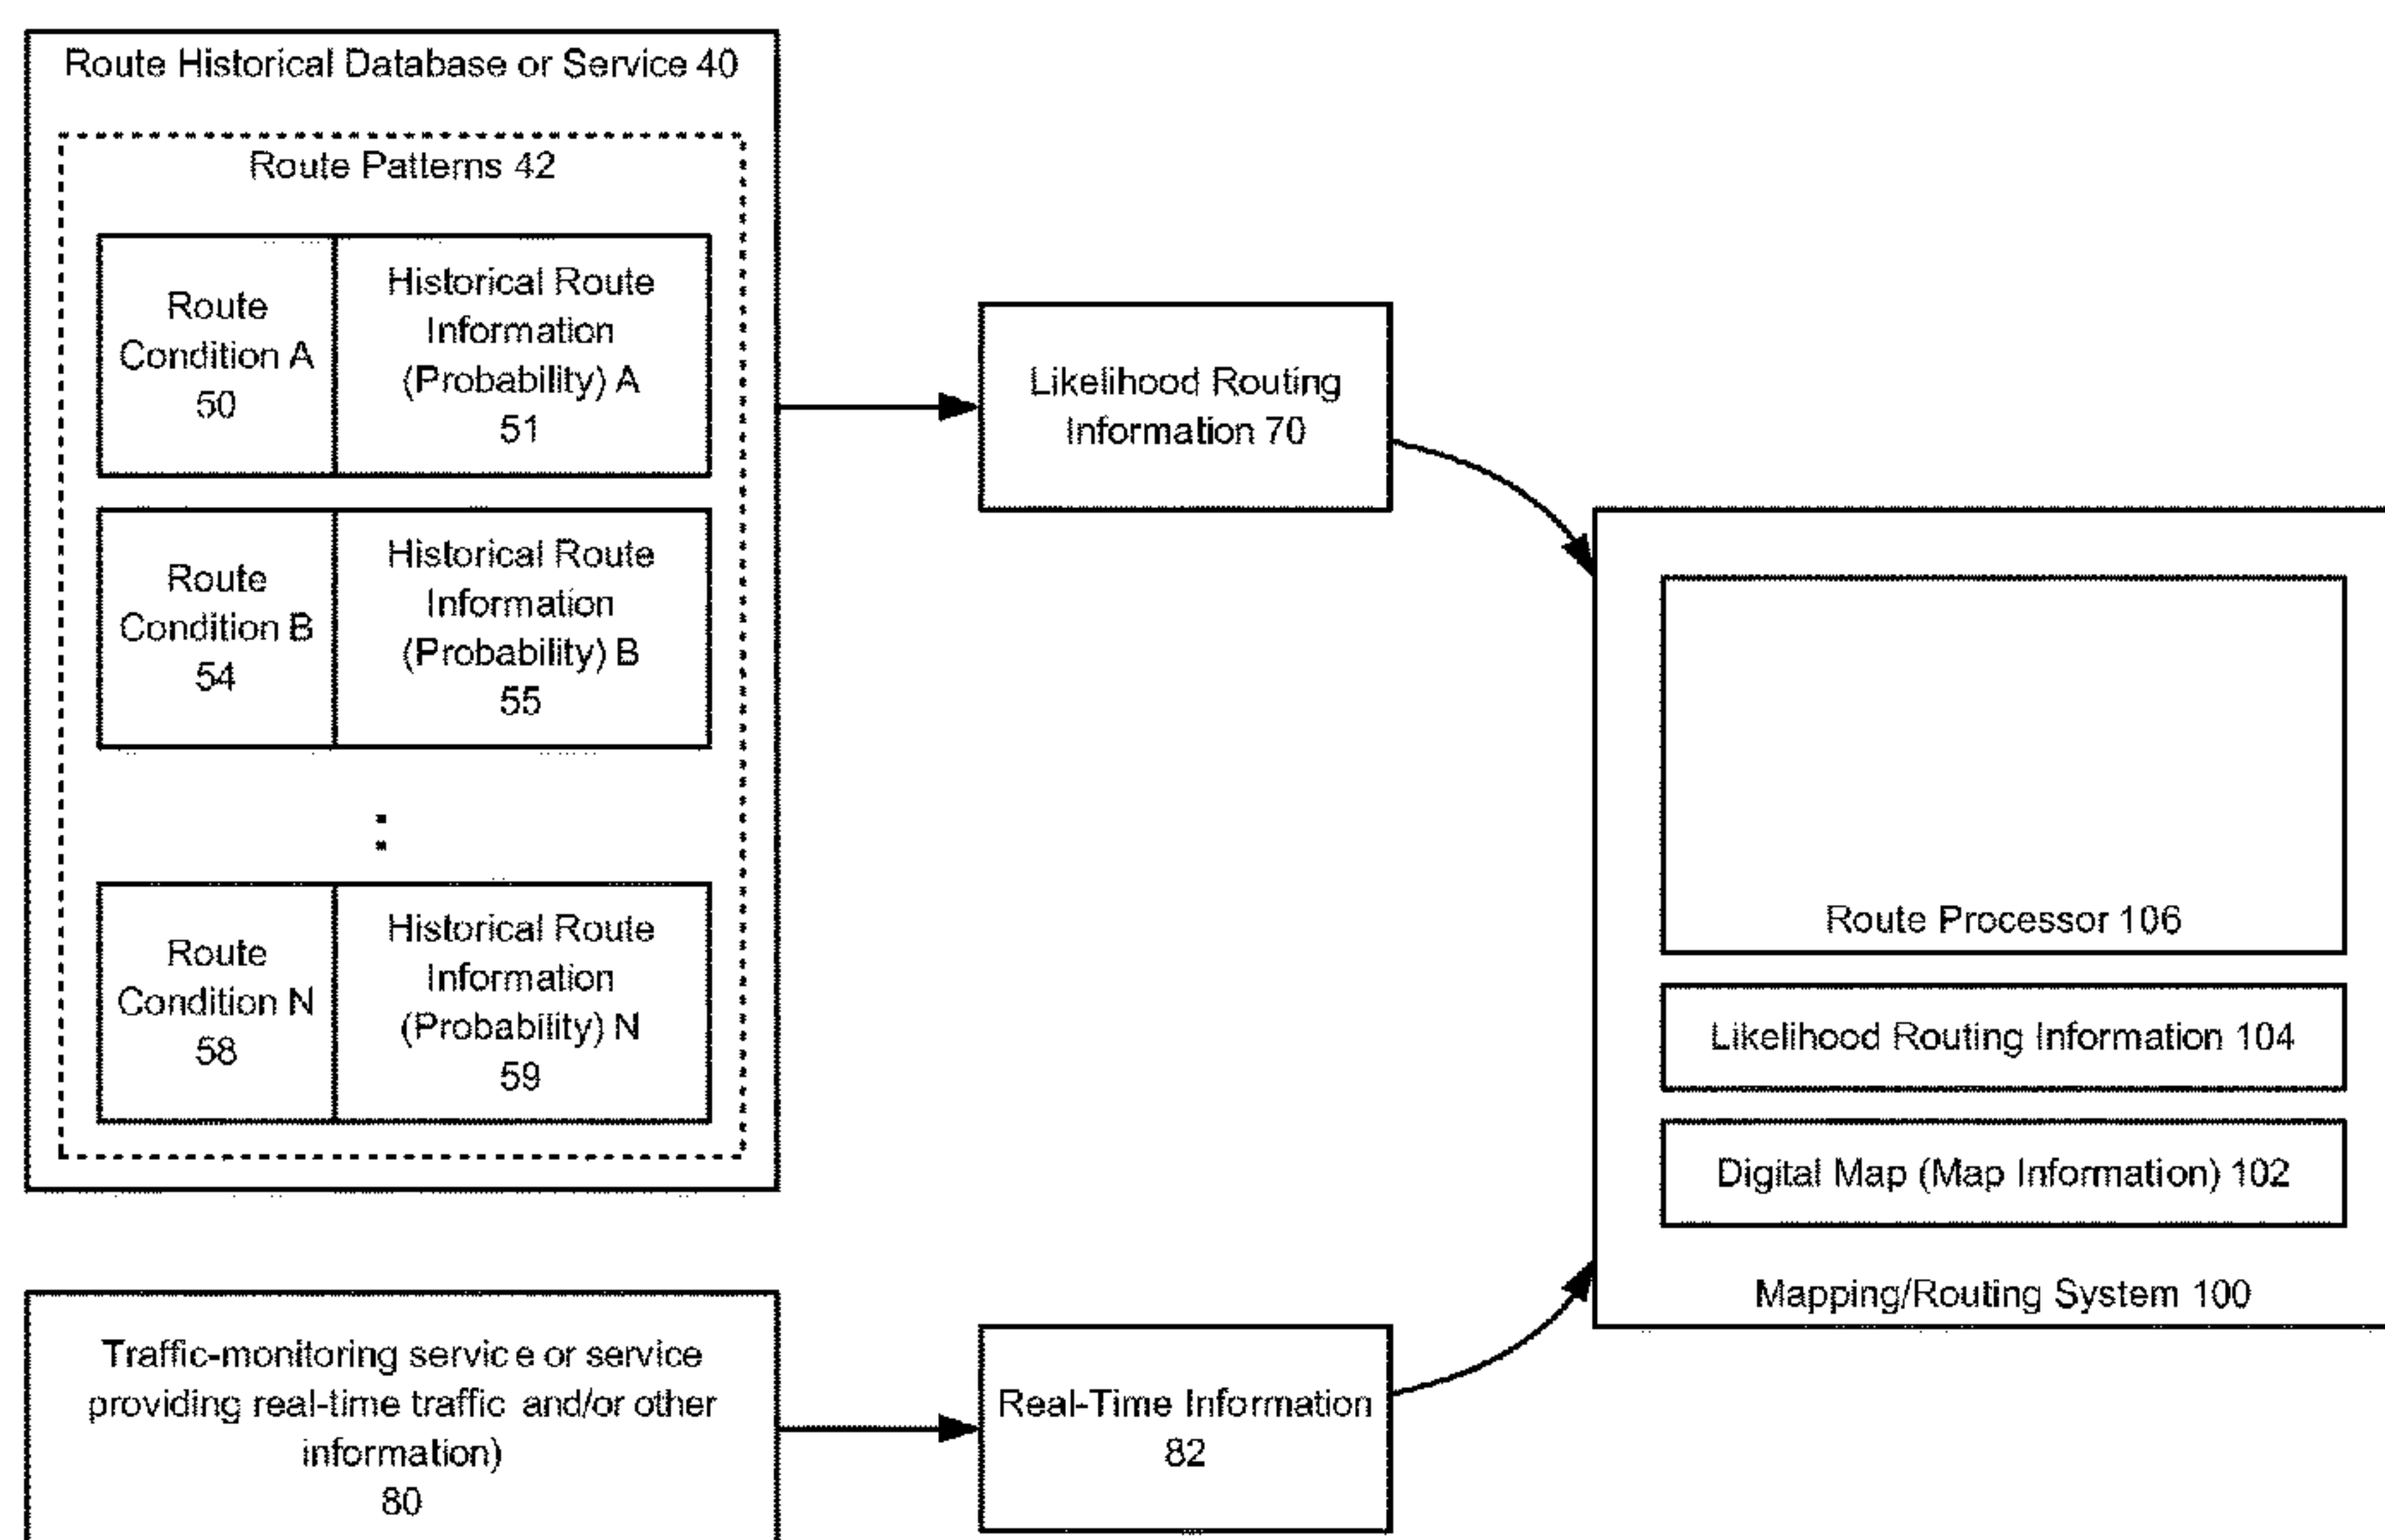 Route Historical Database or Service 40
Route Patterns 42
Route
Condition A
50
Historical Route
Information
(Probability) A
51
Route
Condition B
54
Historical Route
Information
(Probability) B
55
:
Route
Condition N
58
Historical Route
Information
(Probability) N
59
Likelihood Routing
Information 70
Route Processor 106
Likelihood Routing Information 104
Digital Map (Map Information) 102
Mapping/Routing System 100
Traffic-monitoring service or service
providing real-time traffic and/or other
information)
80
Real-Time Information
82